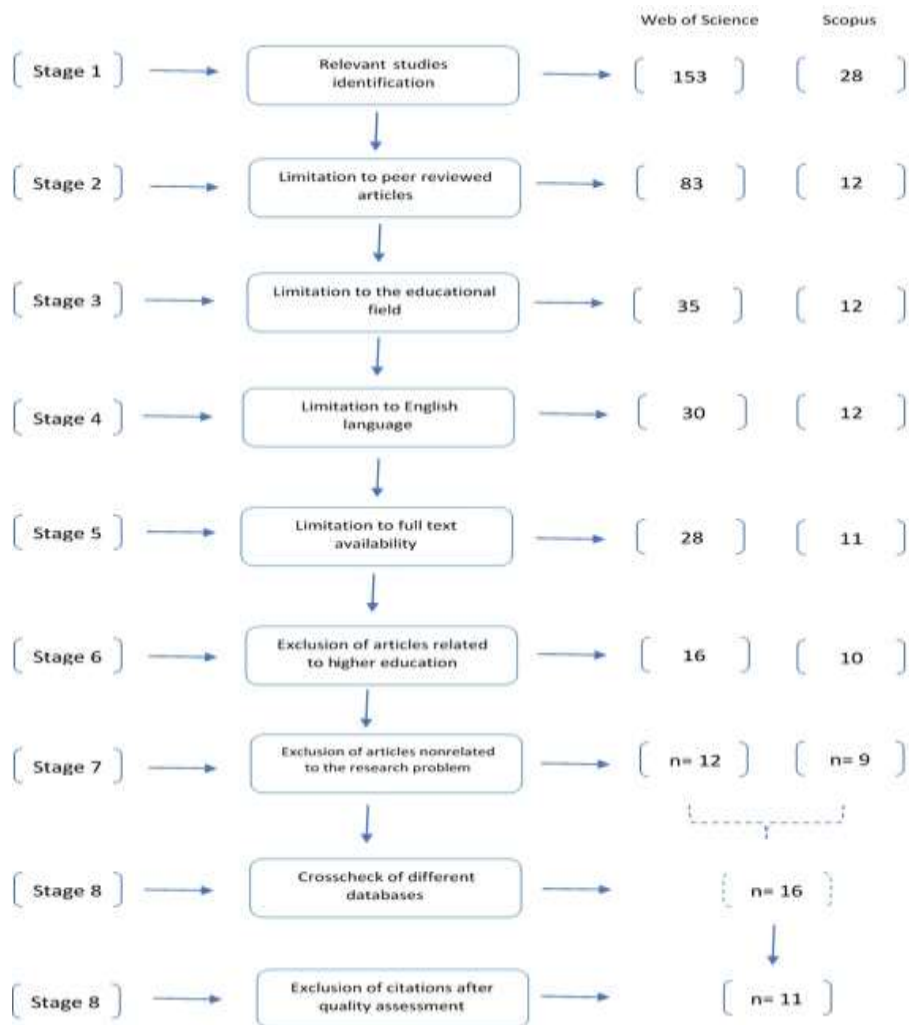 Web of Science Scopus
Stage 1 Relevant studies 153 28
identification
Stage 2 Limitation to peer reviewed 83 12
articles
Stage 3 Limitation to the educational 35 12
field
Stage 4 Limitation to English 30 12
language
Stage 5 Limitation to full text 28 11
availability
Stage 6 Exclusion of articles related 16 10
to higher education
Stage 7 Exclusion of articles nonrelated n= 12 n= 9
to the research problem
Stage 8 Crosscheck of different n= 16
databases
Stage 8 Exclusion of citations after n= 11
quality assessment